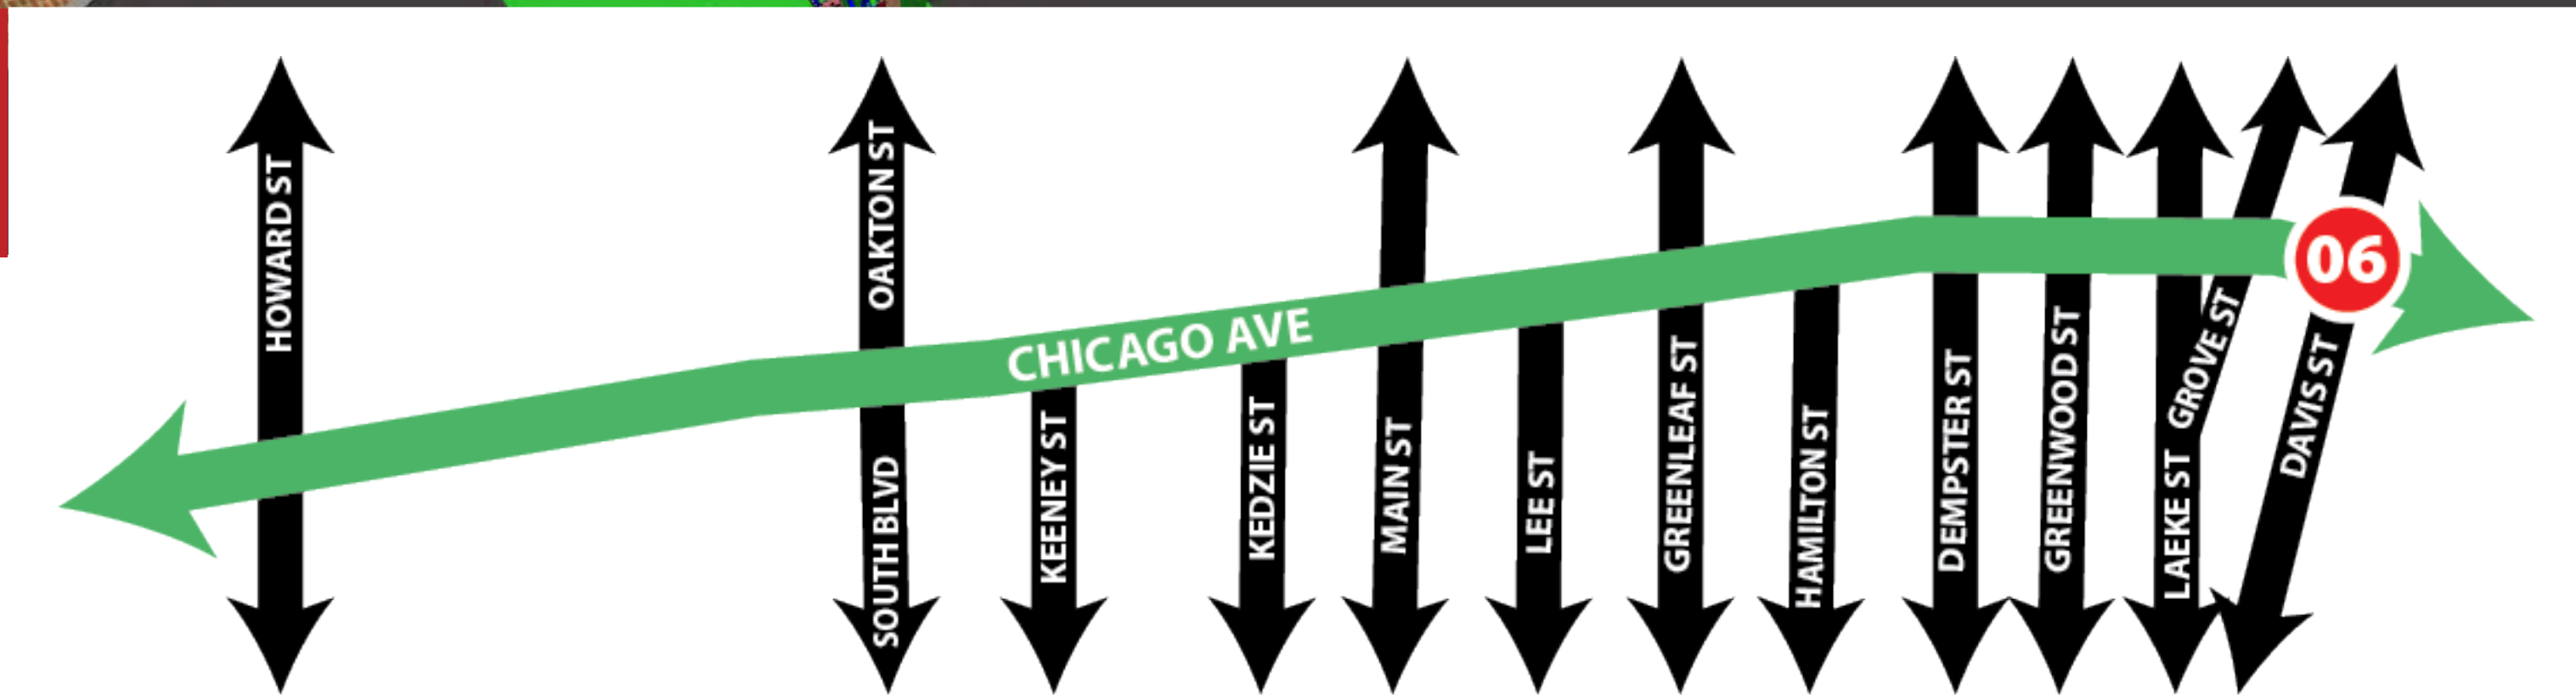 HOWARD ST
OAKTON ST
SOUTH BLVD
CHICAGO AVE
KEENEY ST
KEDZIE ST
MAIN ST
LEE ST
GREENLEAF ST
HAMILTON ST
DEMPSTER ST
GREENWOOD ST
LAEKE ST
GROVE ST
DAVIS ST
06